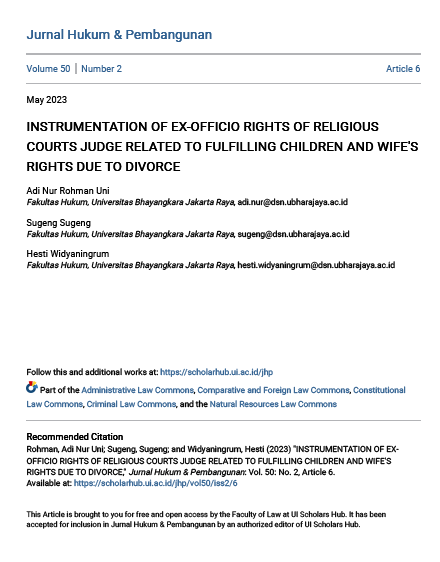 Jurnal Hukum & Pembangunan
Volume 50 | Number 2 Article 6
May 2023
INSTRUMENTATION OF EX-OFFICIO RIGHTS OF RELIGIOUS
COURTS JUDGE RELATED TO FULFILLING CHILDREN AND WIFE'S
RIGHTS DUE TO DIVORCE
Adi Nur Rohman Uni
Fakultas Hukum, Universitas Bhayangkara Jakarta Raya, adi.nur@dsn.ubharajaya.ac.id
Sugeng Sugeng
Fakultas Hukum, Universitas Bhayangkara Jakarta Raya, sugeng@dsn.ubharajaya.ac.id
Hesti Widyaningrum
Fakultas Hukum, Universitas Bhayangkara Jakarta Raya, hesti.widyaningrum@dsn.ubharajaya.ac.id
Follow this and additional works at: https://scholarhub.ui.ac.id/jhp
Part of the Administrative Law Commons, Comparative and Foreign Law Commons, Constitutional
Law Commons, Criminal Law Commons, and the Natural Resources Law Commons
Recommended Citation
Rohman, Adi Nur Uni; Sugeng, Sugeng; and Widyaningrum, Hesti (2023) "INSTRUMENTATION OF EX-
OFFICIO RIGHTS OF RELIGIOUS COURTS JUDGE RELATED TO FULFILLING CHILDREN AND WIFE'S
RIGHTS DUE TO DIVORCE," Jurnal Hukum & Pembangunan: Vol. 50: No. 2, Article 6.
Available at: https://scholarhub.ui.ac.id/jhp/vol50/iss2/6
This Article is brought to you for free and open access by the Faculty of Law at UI Scholars Hub. It has been
accepted for inclusion in Jurnal Hukum & Pembangunan by an authorized editor of UI Scholars Hub.